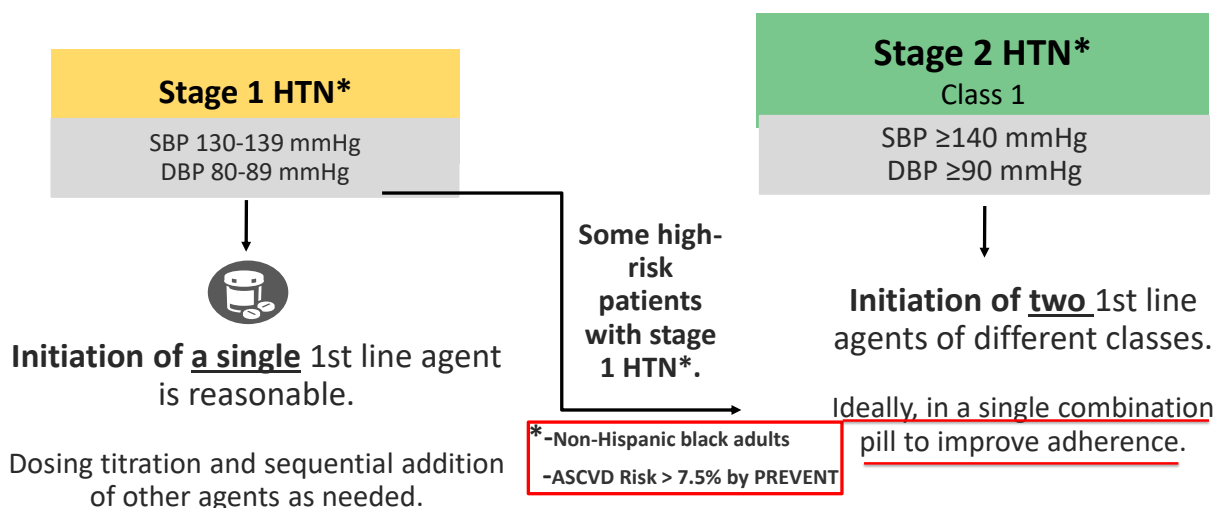 Stage 1 HTN*
SBP 130-139 mmHg
DBP 80-89 mmHg
Initiation of a single 1st line agent
is reasonable.
Dosing titration and sequential addition
of other agents as needed.
Some high-
risk
patients
with stage
1 HTN*.
*-Non-Hispanic black adults
-ASCVD Risk > 7.5% by PREVENT
Stage 2 HTN*
Class 1
SBP ≥140 mmHg
DBP ≥90 mmHg
Initiation of two 1st line
agents of different classes.
Ideally, in a single combination
pill to improve adherence.